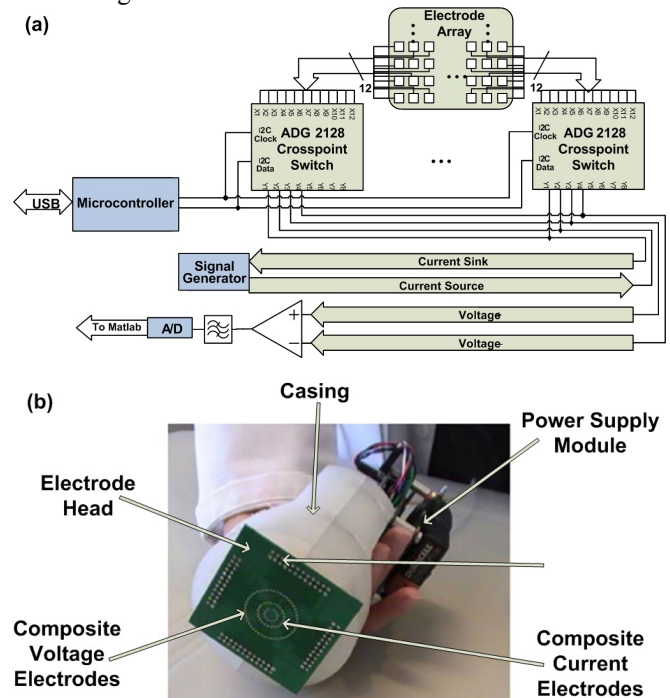 (a)
Electrode
Array
12
12
X1 X2 X3 X4 X5 X6 X7 X8 X9 X10 X11 X12
X1 X2 X3 X4 X5 X6 X7 X8 X9 X10 X11 X12
I2C
Clock
ADG 2128
Crosspoint
Switch
I2C
Data
Y1 Y2 Y3 Y4 Y5 Y6 Y7 Y8
I2C
Clock
ADG 2128
Crosspoint
Switch
I2C
Data
Y1 Y2 Y3 Y4 Y5 Y6 Y7 Y8
USB
Microcontroller
Signal
Generator
Current Sink
Current Source
To Matlab
A/D
+
−
Voltage+
Voltage-
(b)
Casing
Power Supply
Module
Electrode
Head
DURACELL
Composite
Voltage
Electrodes
Composite
Current
Electrodes